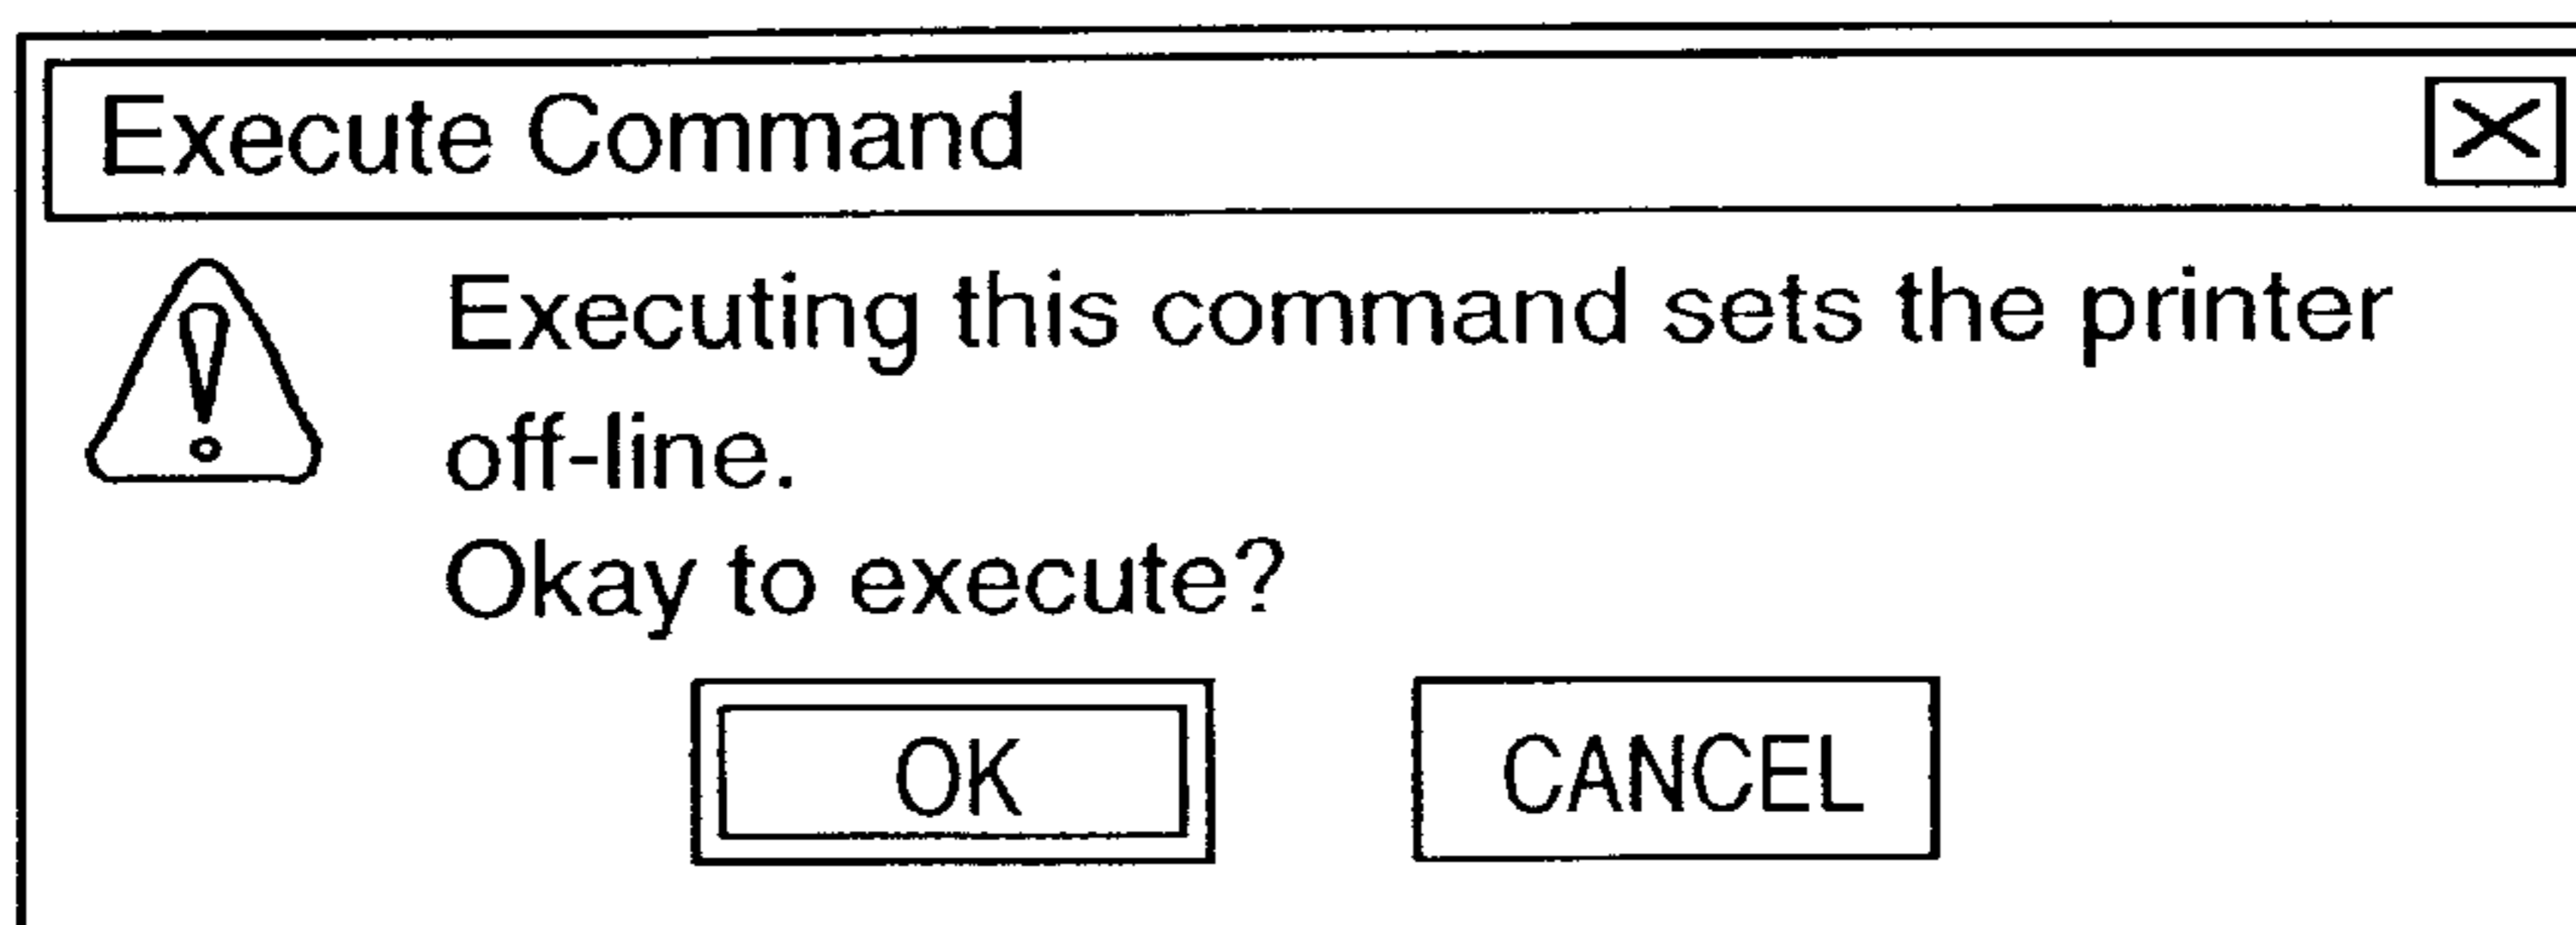 Execute Command
Executing this command sets the printer
off-line.
Okay to execute?
OK CANCEL